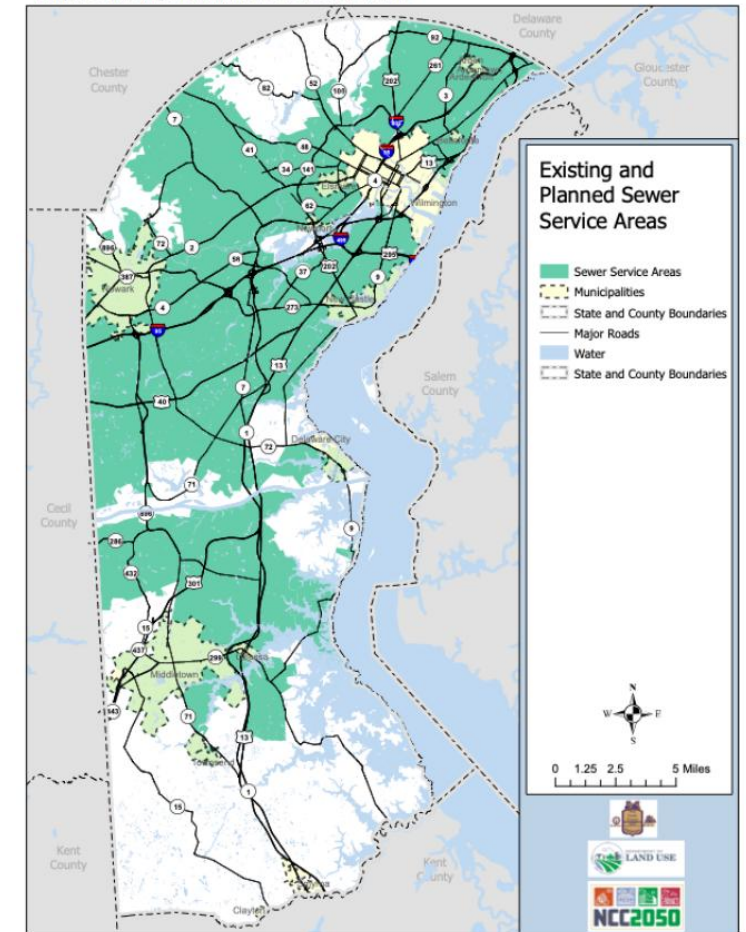 Delaware
County
Chester
County
Gloucester
County
92
202
261
52
100
82
3
7
41
48
34
141
13
4
Wilmington
62
896
72
2
58
37
202
295
9
387
Newark
4
273
95
13
Salem
County
7
40
1
72
Delaware City
71
Cecil
County
896
9
286
432
301
15
437
299
Middletown
71
13
Townsend
1
15
Kent
County
Kent
County
Clayton
Existing and
Planned Sewer
Service Areas
Sewer Service Areas
Municipalities
State and County Boundaries
Major Roads
Water
State and County Boundaries
N
W
E
S
0 1.25 2.5 5 Miles
LAND USE
NCC2050